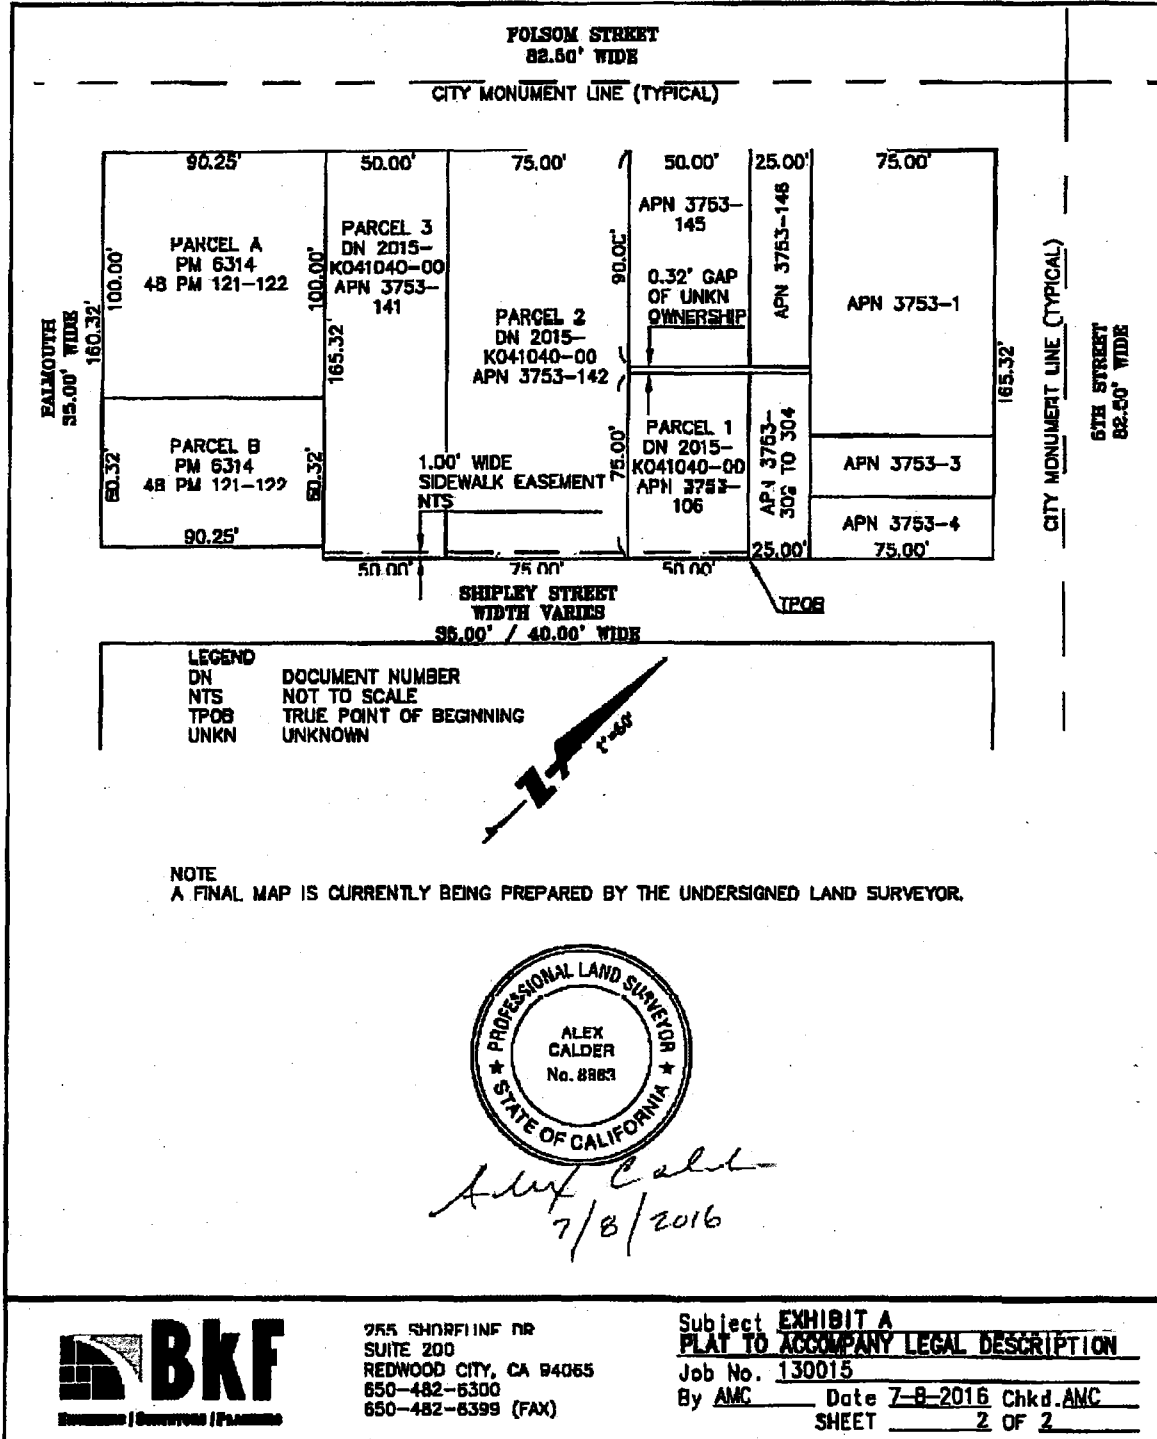 FOLSOM STREET
82.50' WIDE
CITY MONUMENT LINE (TYPICAL)
90.25'
50.00'
75.00'
50.00'
25.00'
75.00'
PARCEL A
PM 6314
48 PM 121-122
100.00'
100.00'
PARCEL 3
DN 2015-
K041040-00
APN 3753-
141
165.32'
PARCEL 2
DN 2015-
K041040-00
APN 3753-142
90.00'
75.00'
APN 3753-
145
0.32' GAP
OF UNKN
OWNERSHIP
APN 3753-146
APN 3753-1
165.32'
CITY MONUMENT LINE (TYPICAL)
6TH STREET
82.50' WIDE
FALMOUTH
35.00' WIDE
160.32'
PARCEL B
PM 6314
48 PM 121-122
60.32'
60.32'
90.25'
1.00' WIDE
SIDEWALK EASEMENT
NTS
PARCEL 1
DN 2015-
K041040-00
APN 3753-
106
APN 3753-
302 TO 304
APN 3753-3
APN 3753-4
50.00'
75.00'
50.00'
25.00'
75.00'
SHIPLEY STREET
WIDTH VARIES
35.00' / 40.00' WIDE
TPOB
LEGEND
DN DOCUMENT NUMBER
NTS NOT TO SCALE
TPOB TRUE POINT OF BEGINNING
UNKN UNKNOWN
N
1"=60'
NOTE
A FINAL MAP IS CURRENTLY BEING PREPARED BY THE UNDERSIGNED LAND SURVEYOR.
PROFESSIONAL LAND SURVEYOR
ALEX
CALDER
No. 8863
STATE OF CALIFORNIA
Alex Calder
7/8/2016
BKF
ENGINEERS / SURVEYORS / PLANNERS
255 SHORELINE DR
SUITE 200
REDWOOD CITY, CA 94065
650-482-6300
650-482-6399 (FAX)
Subject EXHIBIT A
PLAT TO ACCOMPANY LEGAL DESCRIPTION
Job No. 130015
By AMC Date 7-8-2016 Chkd. AMC
SHEET 2 OF 2